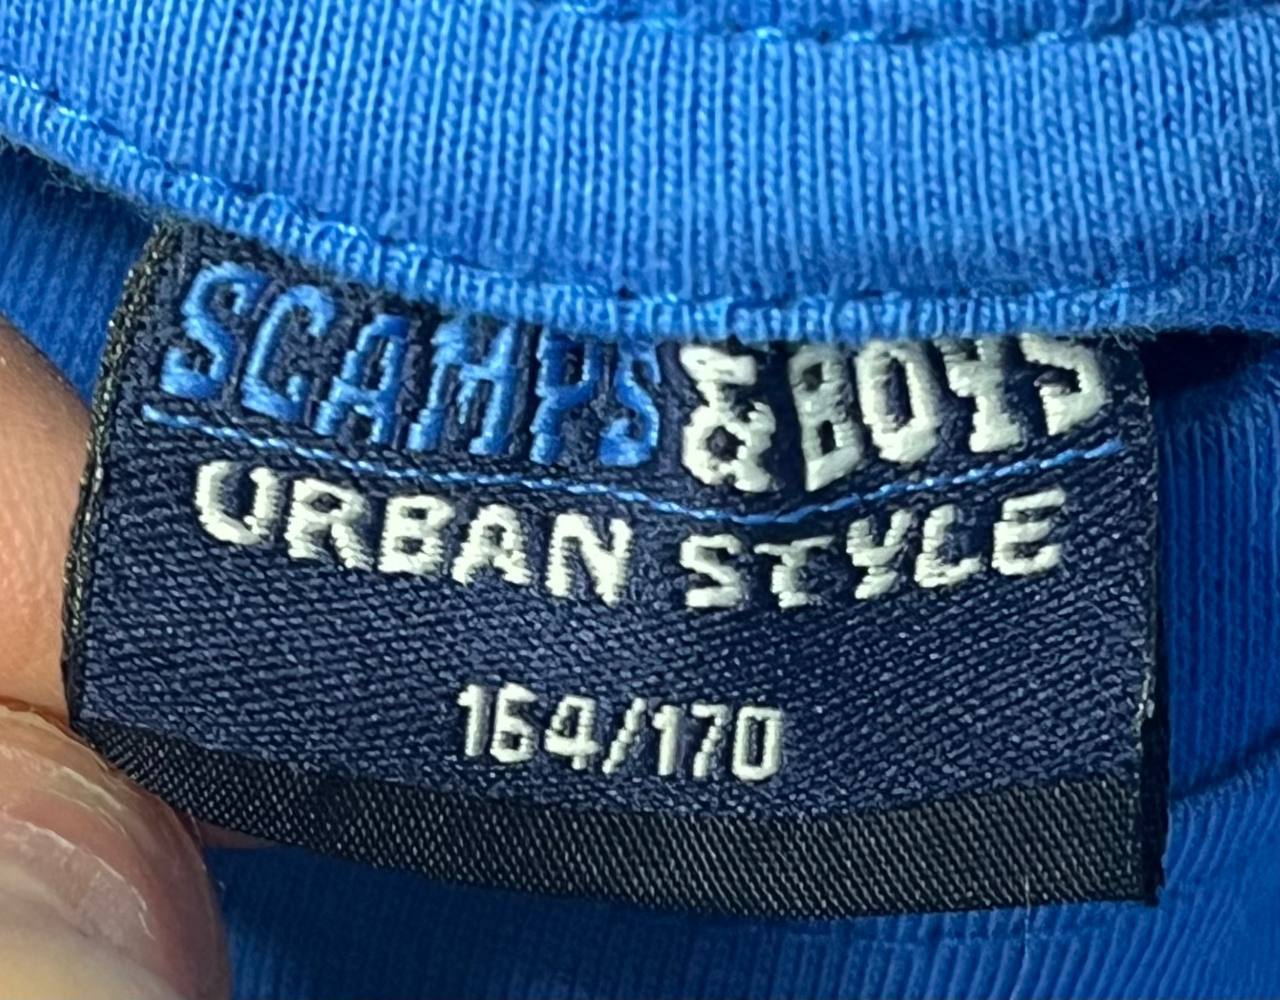 SCAMPS & BOYS
URBAN STYLE
164/170